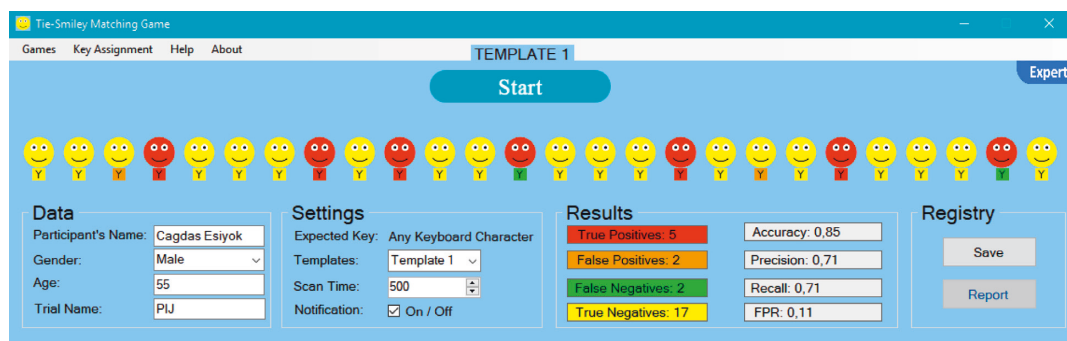 Tie-Smiley Matching Game
Games Key Assignment Help About
TEMPLATE 1
Expert
Start
Y Y Y Y Y Y Y Y Y Y Y Y Y Y Y Y Y Y Y Y Y Y Y Y Y Y
Data
Participant's Name: Cagdas Esiyok
Gender: Male
Age: 55
Trial Name: PIJ
Settings
Expected Key: Any Keyboard Character
Templates: Template 1
Scan Time: 500
Notification: On / Off
Results
True Positives: 5 Accuracy: 0,85
False Positives: 2 Precision: 0,71
False Negatives: 2 Recall: 0,71
True Negatives: 17 FPR: 0,11
Registry
Save
Report